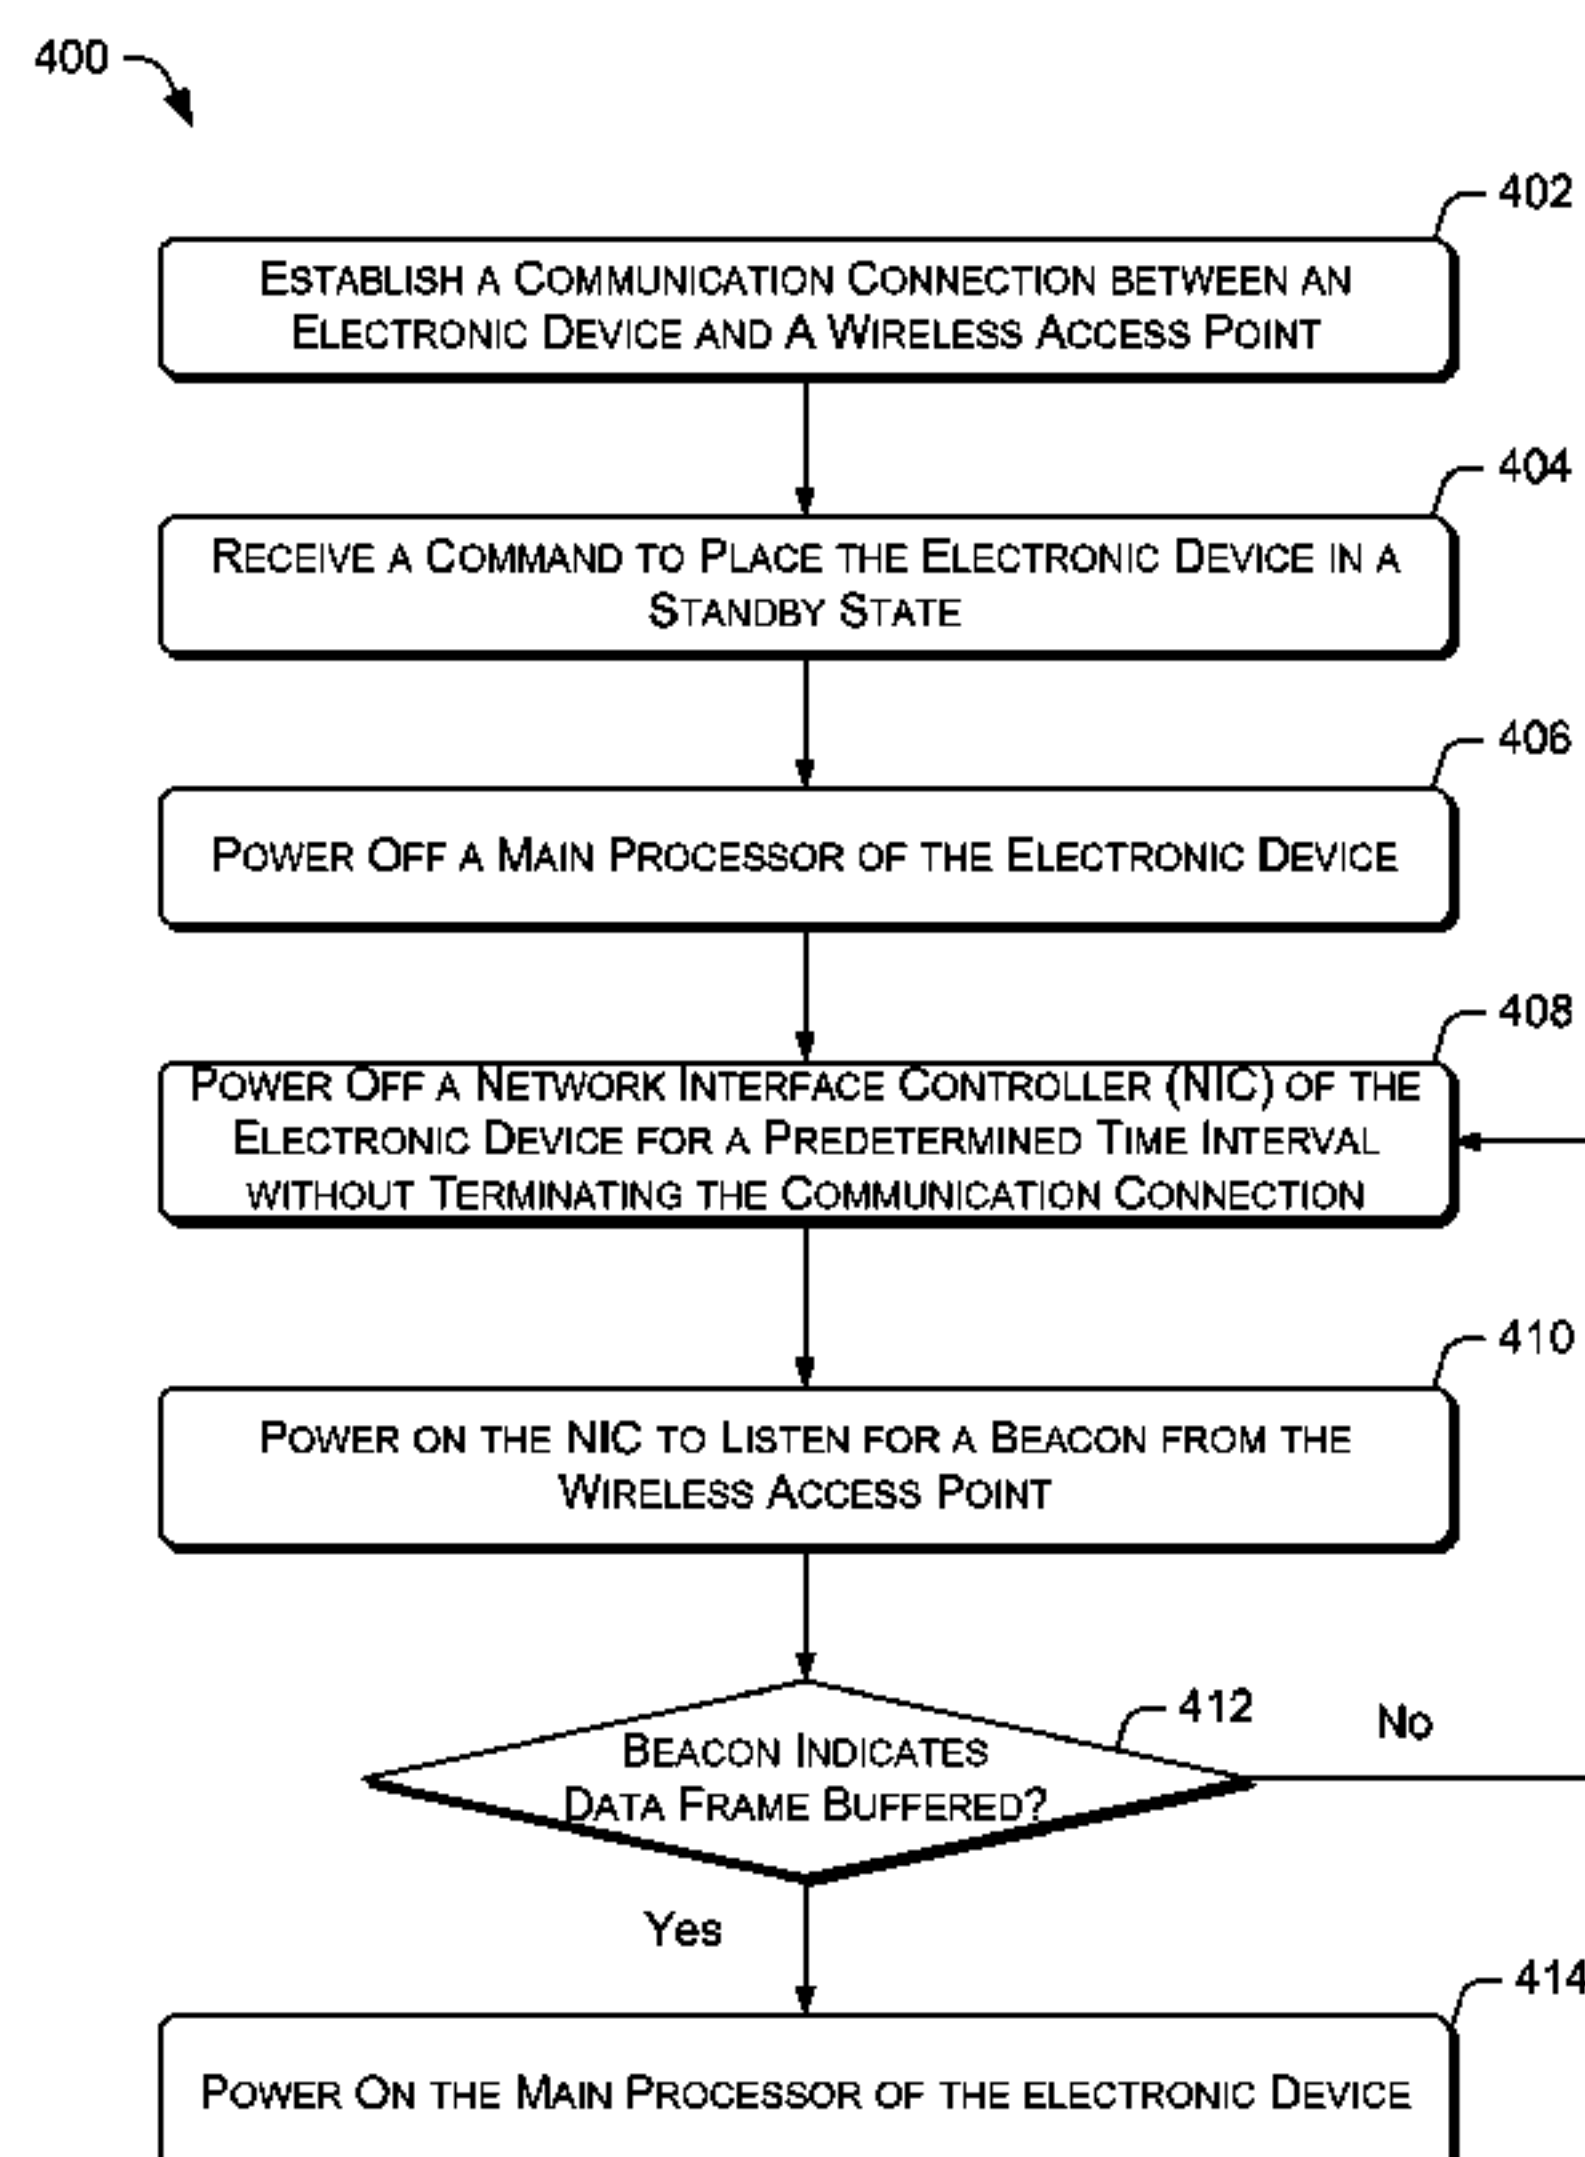 400
402
Establish a Communication Connection between an
Electronic Device and A Wireless Access Point
404
Receive a Command to Place the Electronic Device in a
Standby State
406
Power Off a Main Processor of the Electronic Device
408
Power Off a Network Interface Controller (NIC) of the
Electronic Device for a Predetermined Time Interval
without Terminating the Communication Connection
410
Power on the NIC to Listen for a Beacon from the
Wireless Access Point
412
No
Beacon Indicates
Data Frame Buffered?
Yes
414
Power On the Main Processor of the electronic Device